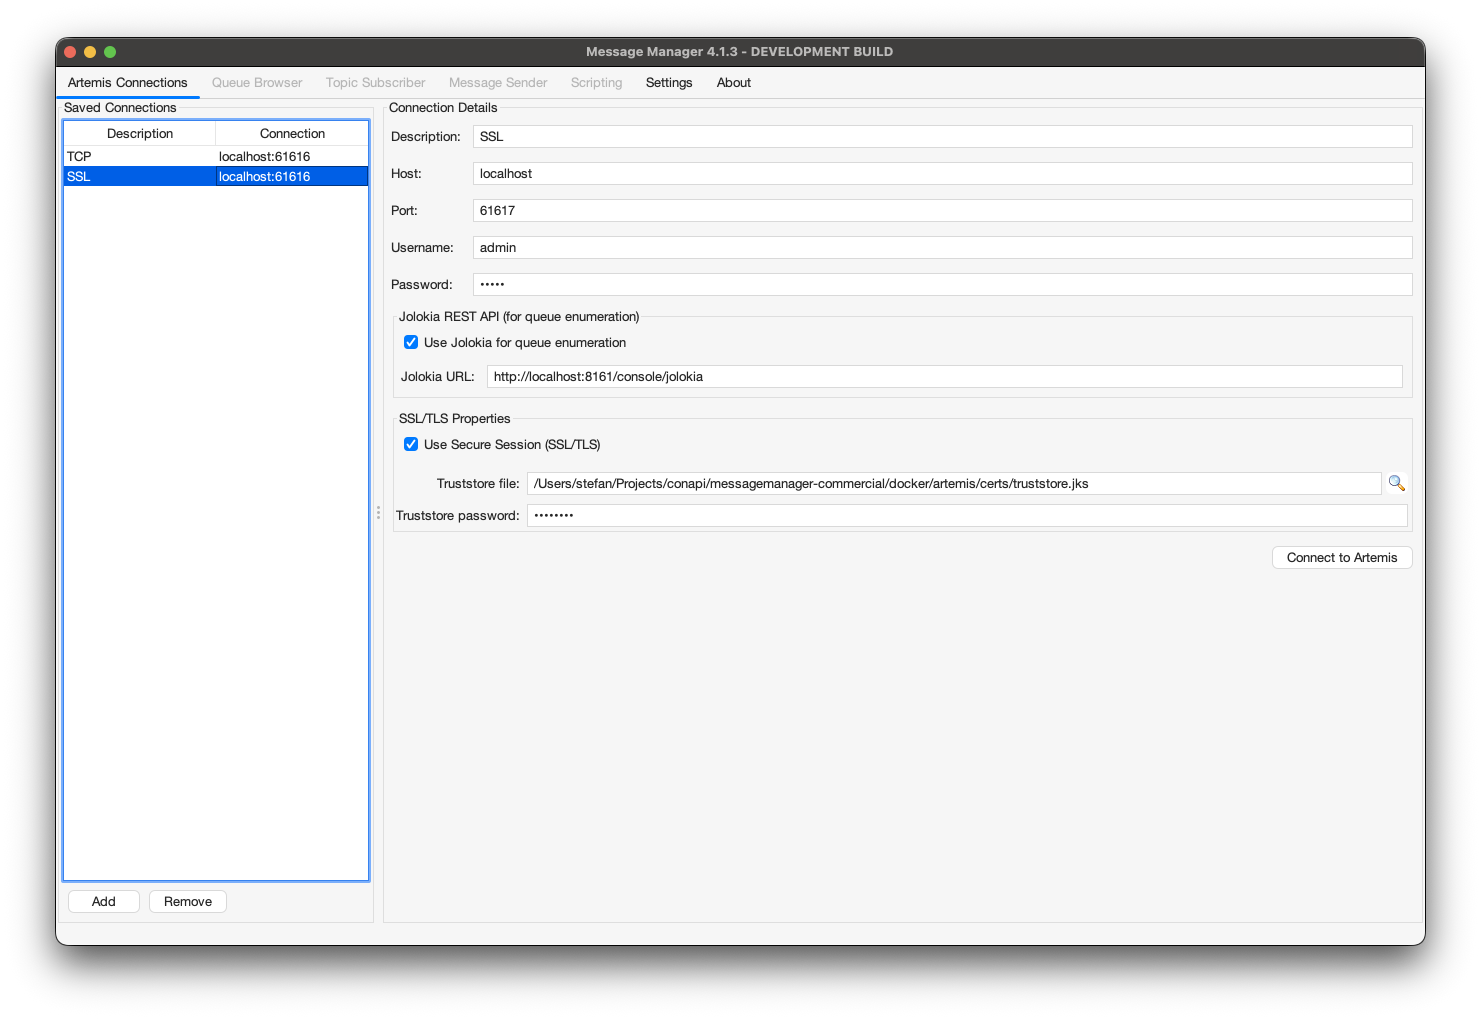 Message Manager 4.1.3 - DEVELOPMENT BUILD
Artemis Connections Queue Browser Topic Subscriber Message Sender Scripting Settings About
Saved Connections
Description Connection
TCP localhost:61616
SSL localhost:61616
Add Remove
Connection Details
Description: SSL
Host: localhost
Port: 61617
Username: admin
Password: •••••
Jolokia REST API (for queue enumeration)
Use Jolokia for queue enumeration
Jolokia URL: http://localhost:8161/console/jolokia
SSL/TLS Properties
Use Secure Session (SSL/TLS)
Truststore file: /Users/stefan/Projects/conapi/messagemanager-commercial/docker/artemis/certs/truststore.jks
Truststore password: ••••••••
Connect to Artemis